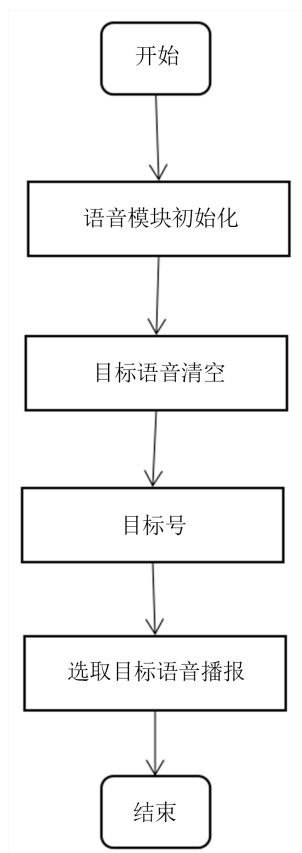 开始
语音模块初始化
目标语音清空
目标号
选取目标语音播报
结束